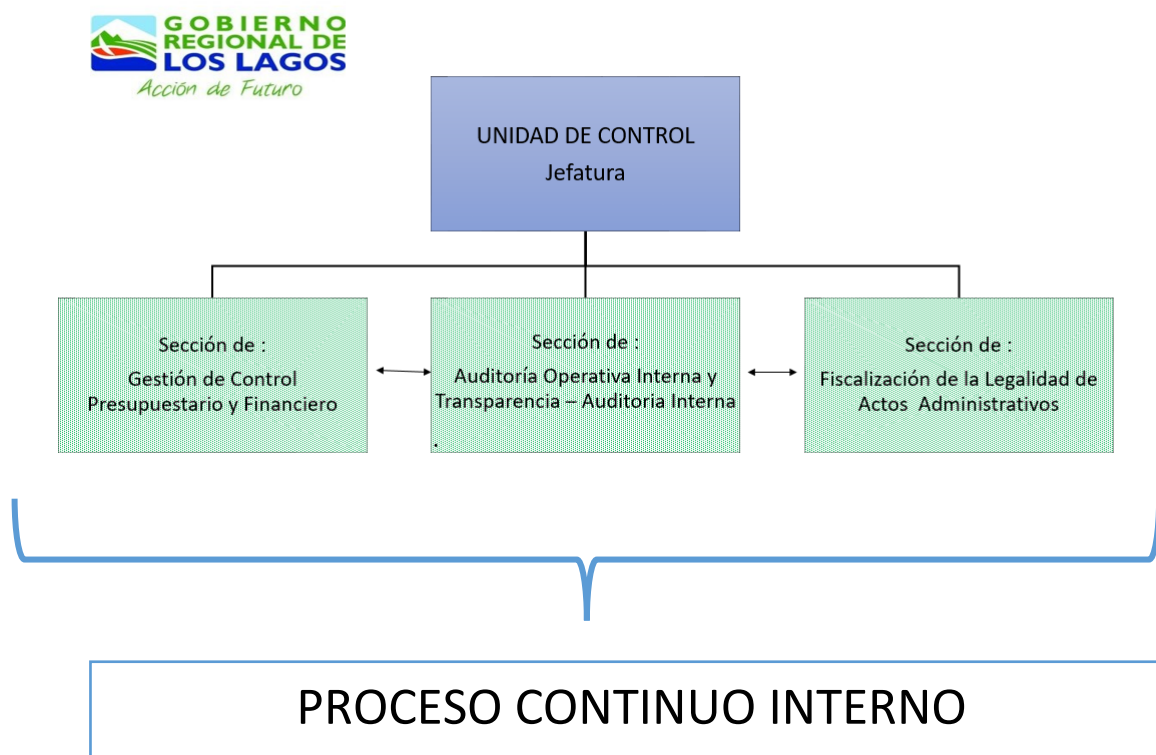 GOBIERNO
REGIONAL DE
LOS LAGOS
Acción de Futuro
UNIDAD DE CONTROL
Jefatura
Sección de :
Gestión de Control
Presupuestario y Financiero
Sección de :
Auditoría Operativa Interna y
Transparencia – Auditoria Interna
.
Sección de :
Fiscalización de la Legalidad de
Actos Administrativos
PROCESO CONTINUO INTERNO